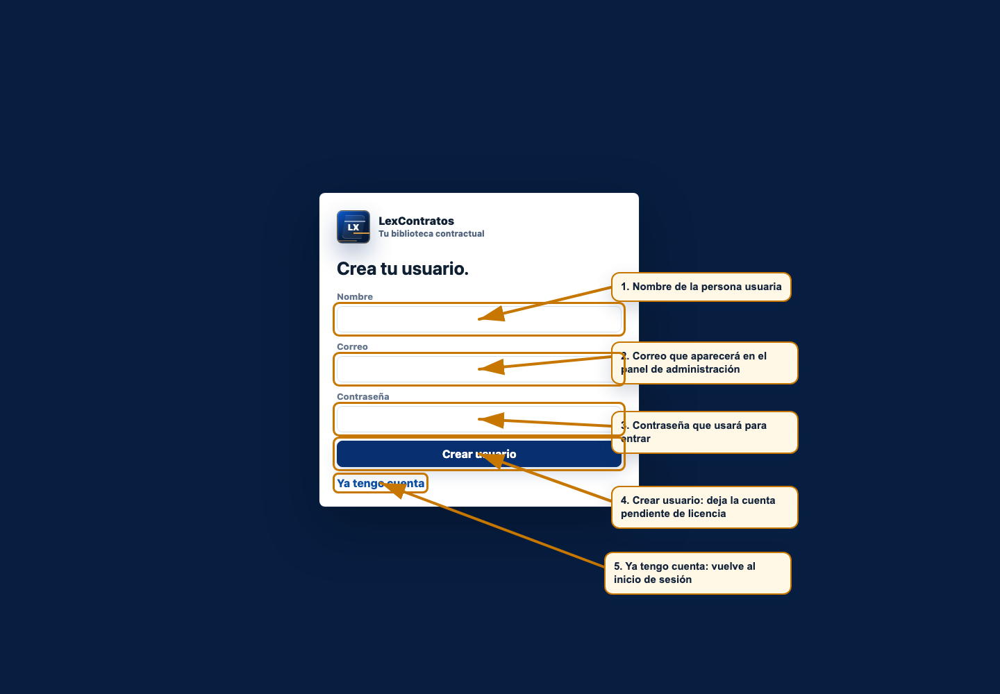 LX
LexContratos
Tu biblioteca contractual
Crea tu usuario.
Nombre
1. Nombre de la persona usuaria
Correo
2. Correo que aparecerá en el
panel de administración
Contraseña
3. Contraseña que usará para
entrar
Crear usuario
4. Crear usuario: deja la cuenta
pendiente de licencia
Ya tengo cuenta
5. Ya tengo cuenta: vuelve al
inicio de sesión